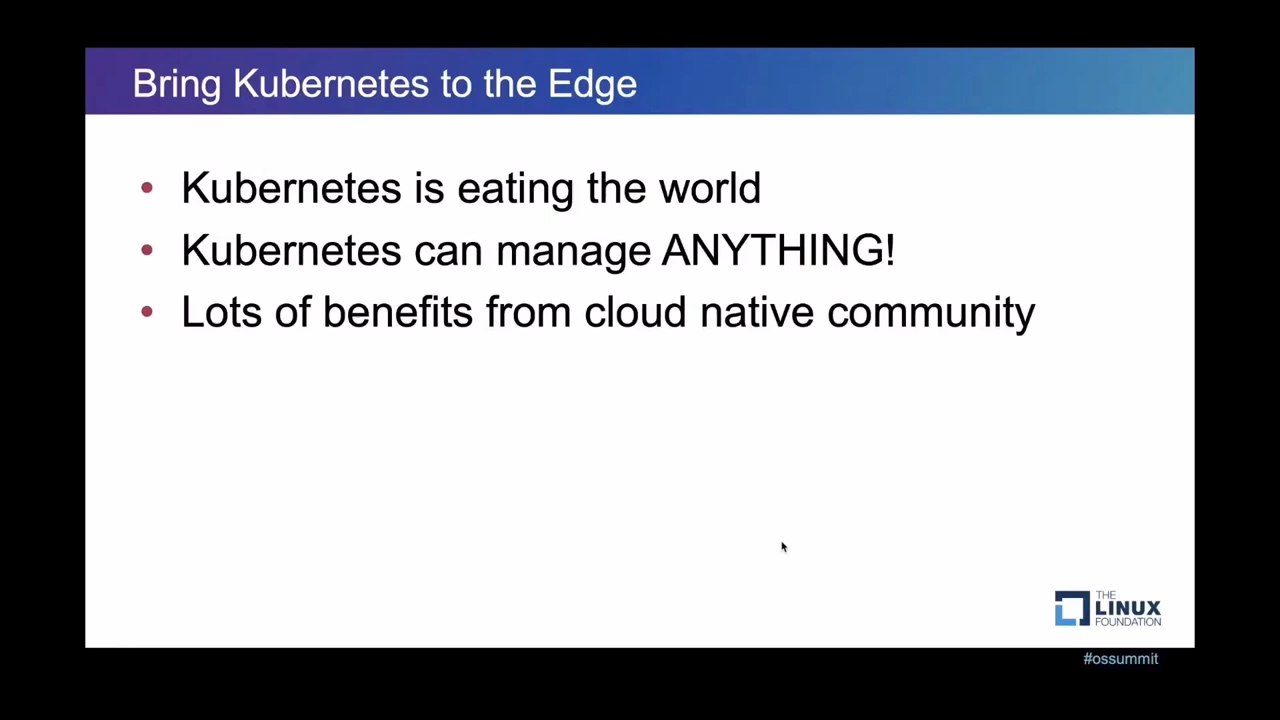 Bring Kubernetes to the Edge
• Kubernetes is eating the world
• Kubernetes can manage ANYTHING!
• Lots of benefits from cloud native community
THE
LINUX
FOUNDATION
#ossummit